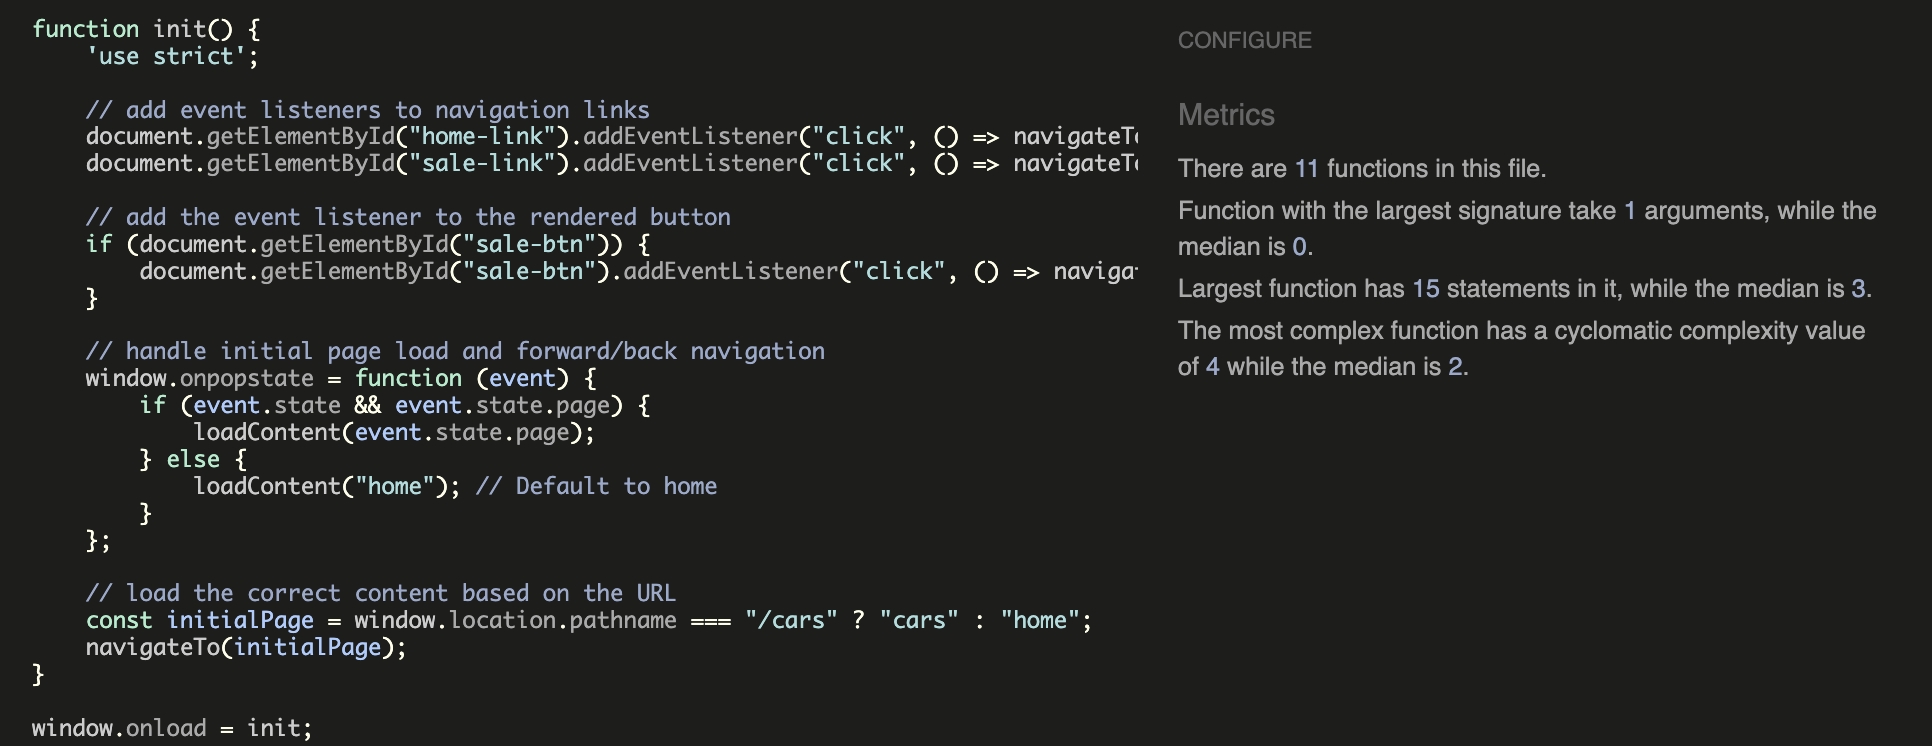 function init() {
    'use strict';

    // add event listeners to navigation links
    document.getElementById("home-link").addEventListener("click", () => navigateTo
    document.getElementById("sale-link").addEventListener("click", () => navigateTo

    // add the event listener to the rendered button
    if (document.getElementById("sale-btn")) {
        document.getElementById("sale-btn").addEventListener("click", () => navigat
    }

    // handle initial page load and forward/back navigation
    window.onpopstate = function (event) {
        if (event.state && event.state.page) {
            loadContent(event.state.page);
        } else {
            loadContent("home"); // Default to home
        }
    };

    // load the correct content based on the URL
    const initialPage = window.location.pathname === "/cars" ? "cars" : "home";
    navigateTo(initialPage);
}

window.onload = init;
CONFIGURE
Metrics
There are 11 functions in this file.
Function with the largest signature take 1 arguments, while the
median is 0.
Largest function has 15 statements in it, while the median is 3.
The most complex function has a cyclomatic complexity value
of 4 while the median is 2.